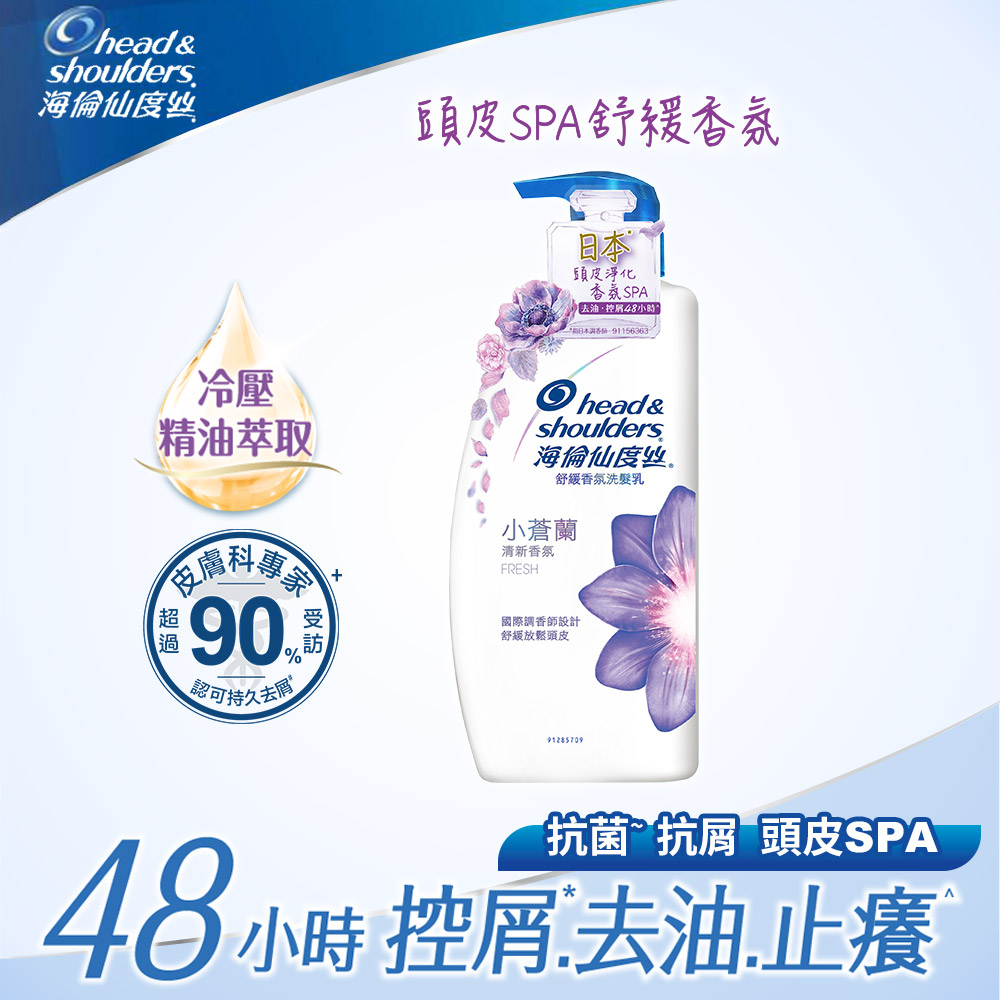 head &
shoulders
海倫仙度絲
頭皮SPA舒緩香氛
日本*
頭皮淨化
香氛SPA
去油·控屑48小時
91156363
head &
shoulders®
海倫仙度絲®
舒緩香氛洗髮乳
小蒼蘭
清新香氛
FRESH
國際調香師設計
舒緩放鬆頭皮
91285709
冷壓
精油萃取
皮膚科專家+
超過90%受訪
認可持久去屑#
抗菌~ 抗屑 頭皮SPA
48小時 控屑*.去油.止癢^